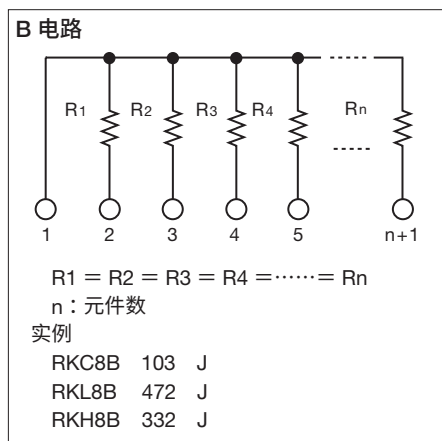 B 电路
R1 R2 R3 R4 Rn
1 2 3 4 5 n+1
R1 = R2 = R3 = R4 =……= Rn
n：元件数
实例
RKC8B 103 J
RKL8B 472 J
RKH8B 332 J